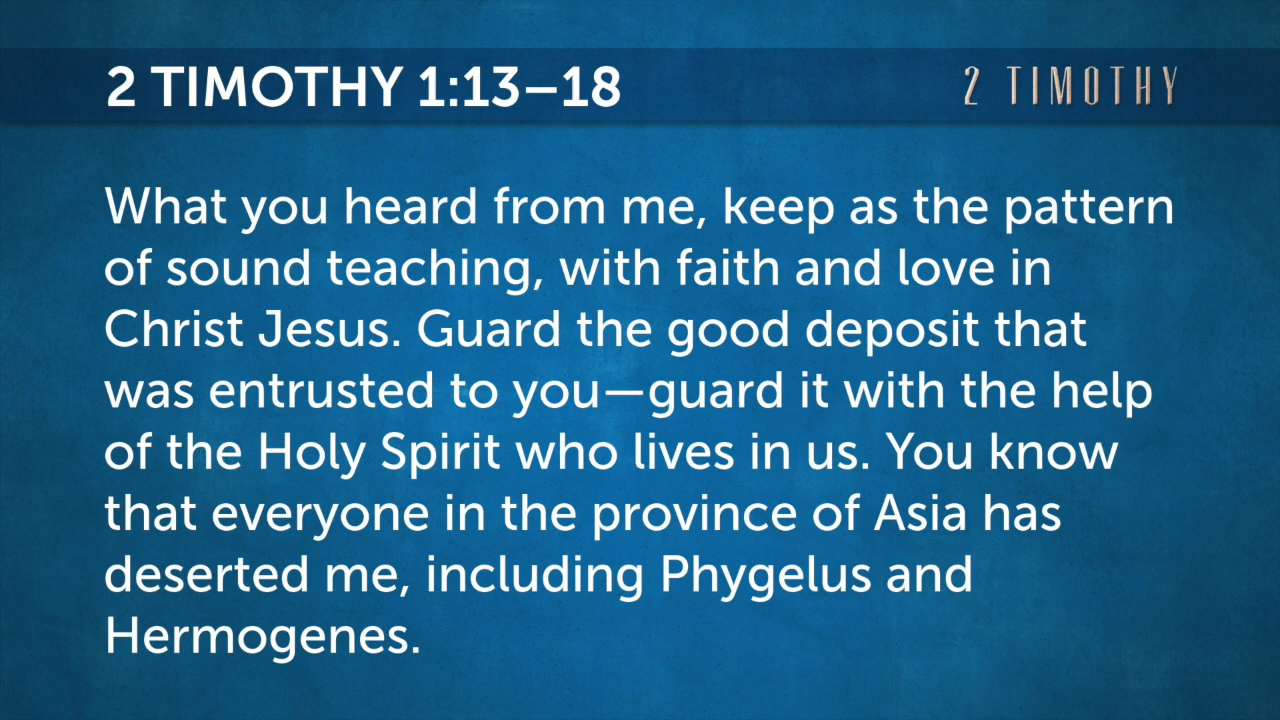 2 TIMOTHY 1:13–18
2 TIMOTHY
What you heard from me, keep as the pattern
of sound teaching, with faith and love in
Christ Jesus. Guard the good deposit that
was entrusted to you—guard it with the help
of the Holy Spirit who lives in us. You know
that everyone in the province of Asia has
deserted me, including Phygelus and
Hermogenes.